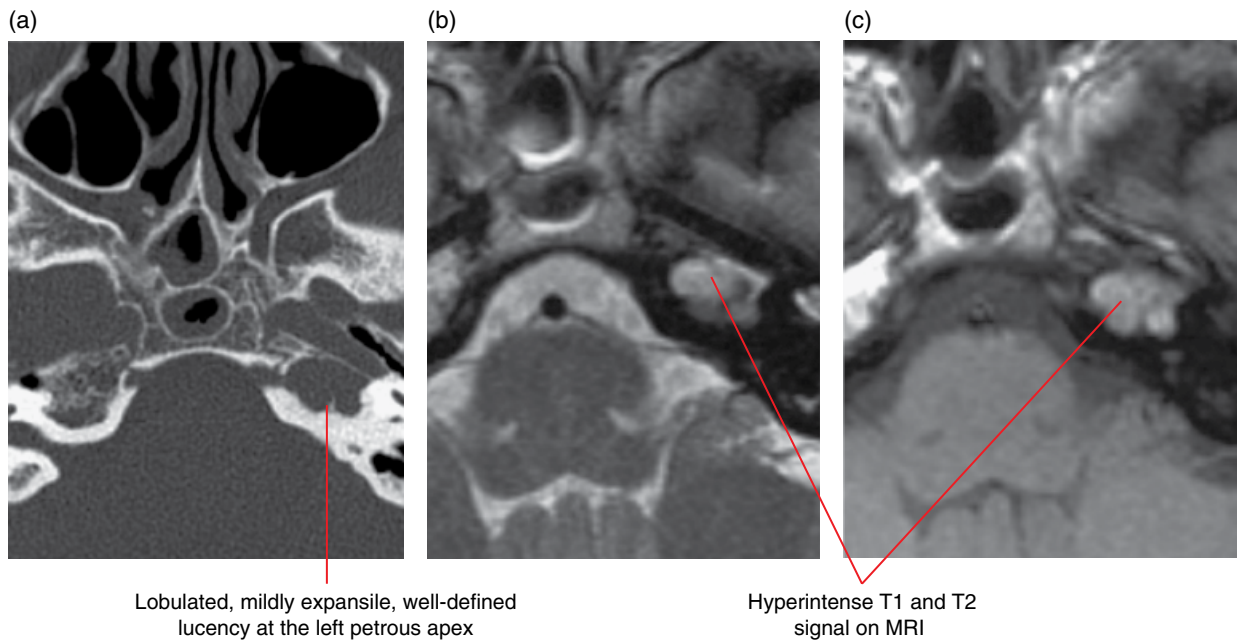 (a)
(b)
(c)
Lobulated, mildly expansile, well-defined
lucency at the left petrous apex
Hyperintense T1 and T2
signal on MRI